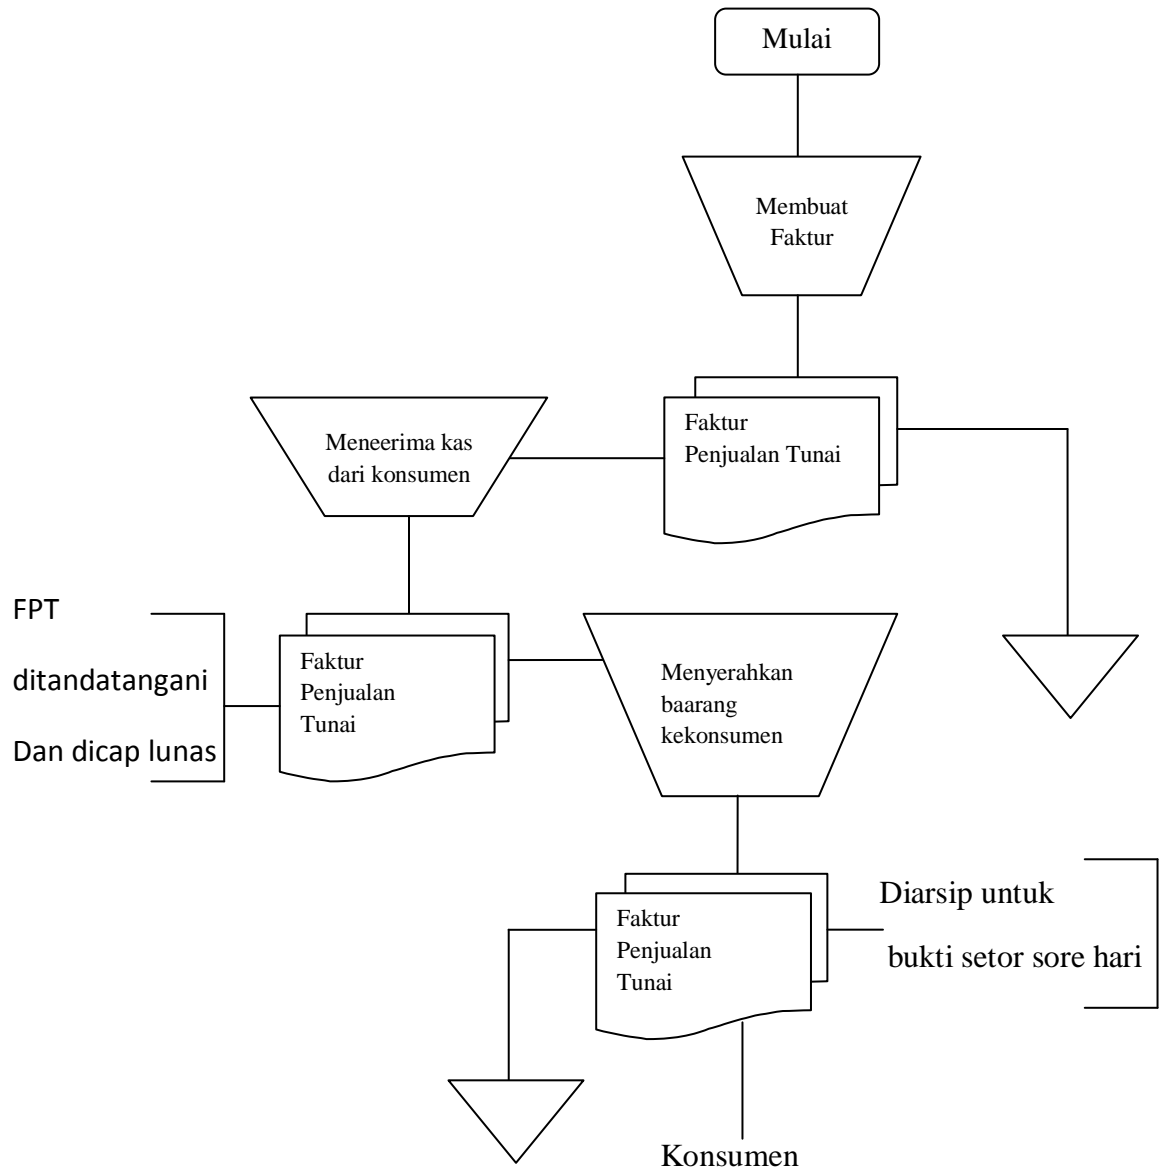 Mulai
Membuat
Faktur
Faktur
Penjualan Tunai
Meneerima kas
dari konsumen
FPT
ditandatangani
Dan dicap lunas
Faktur
Penjualan
Tunai
Menyerahkan
baarang
kekonsumen
Faktur
Penjualan
Tunai
Diarsip untuk
bukti setor sore hari
Konsumen